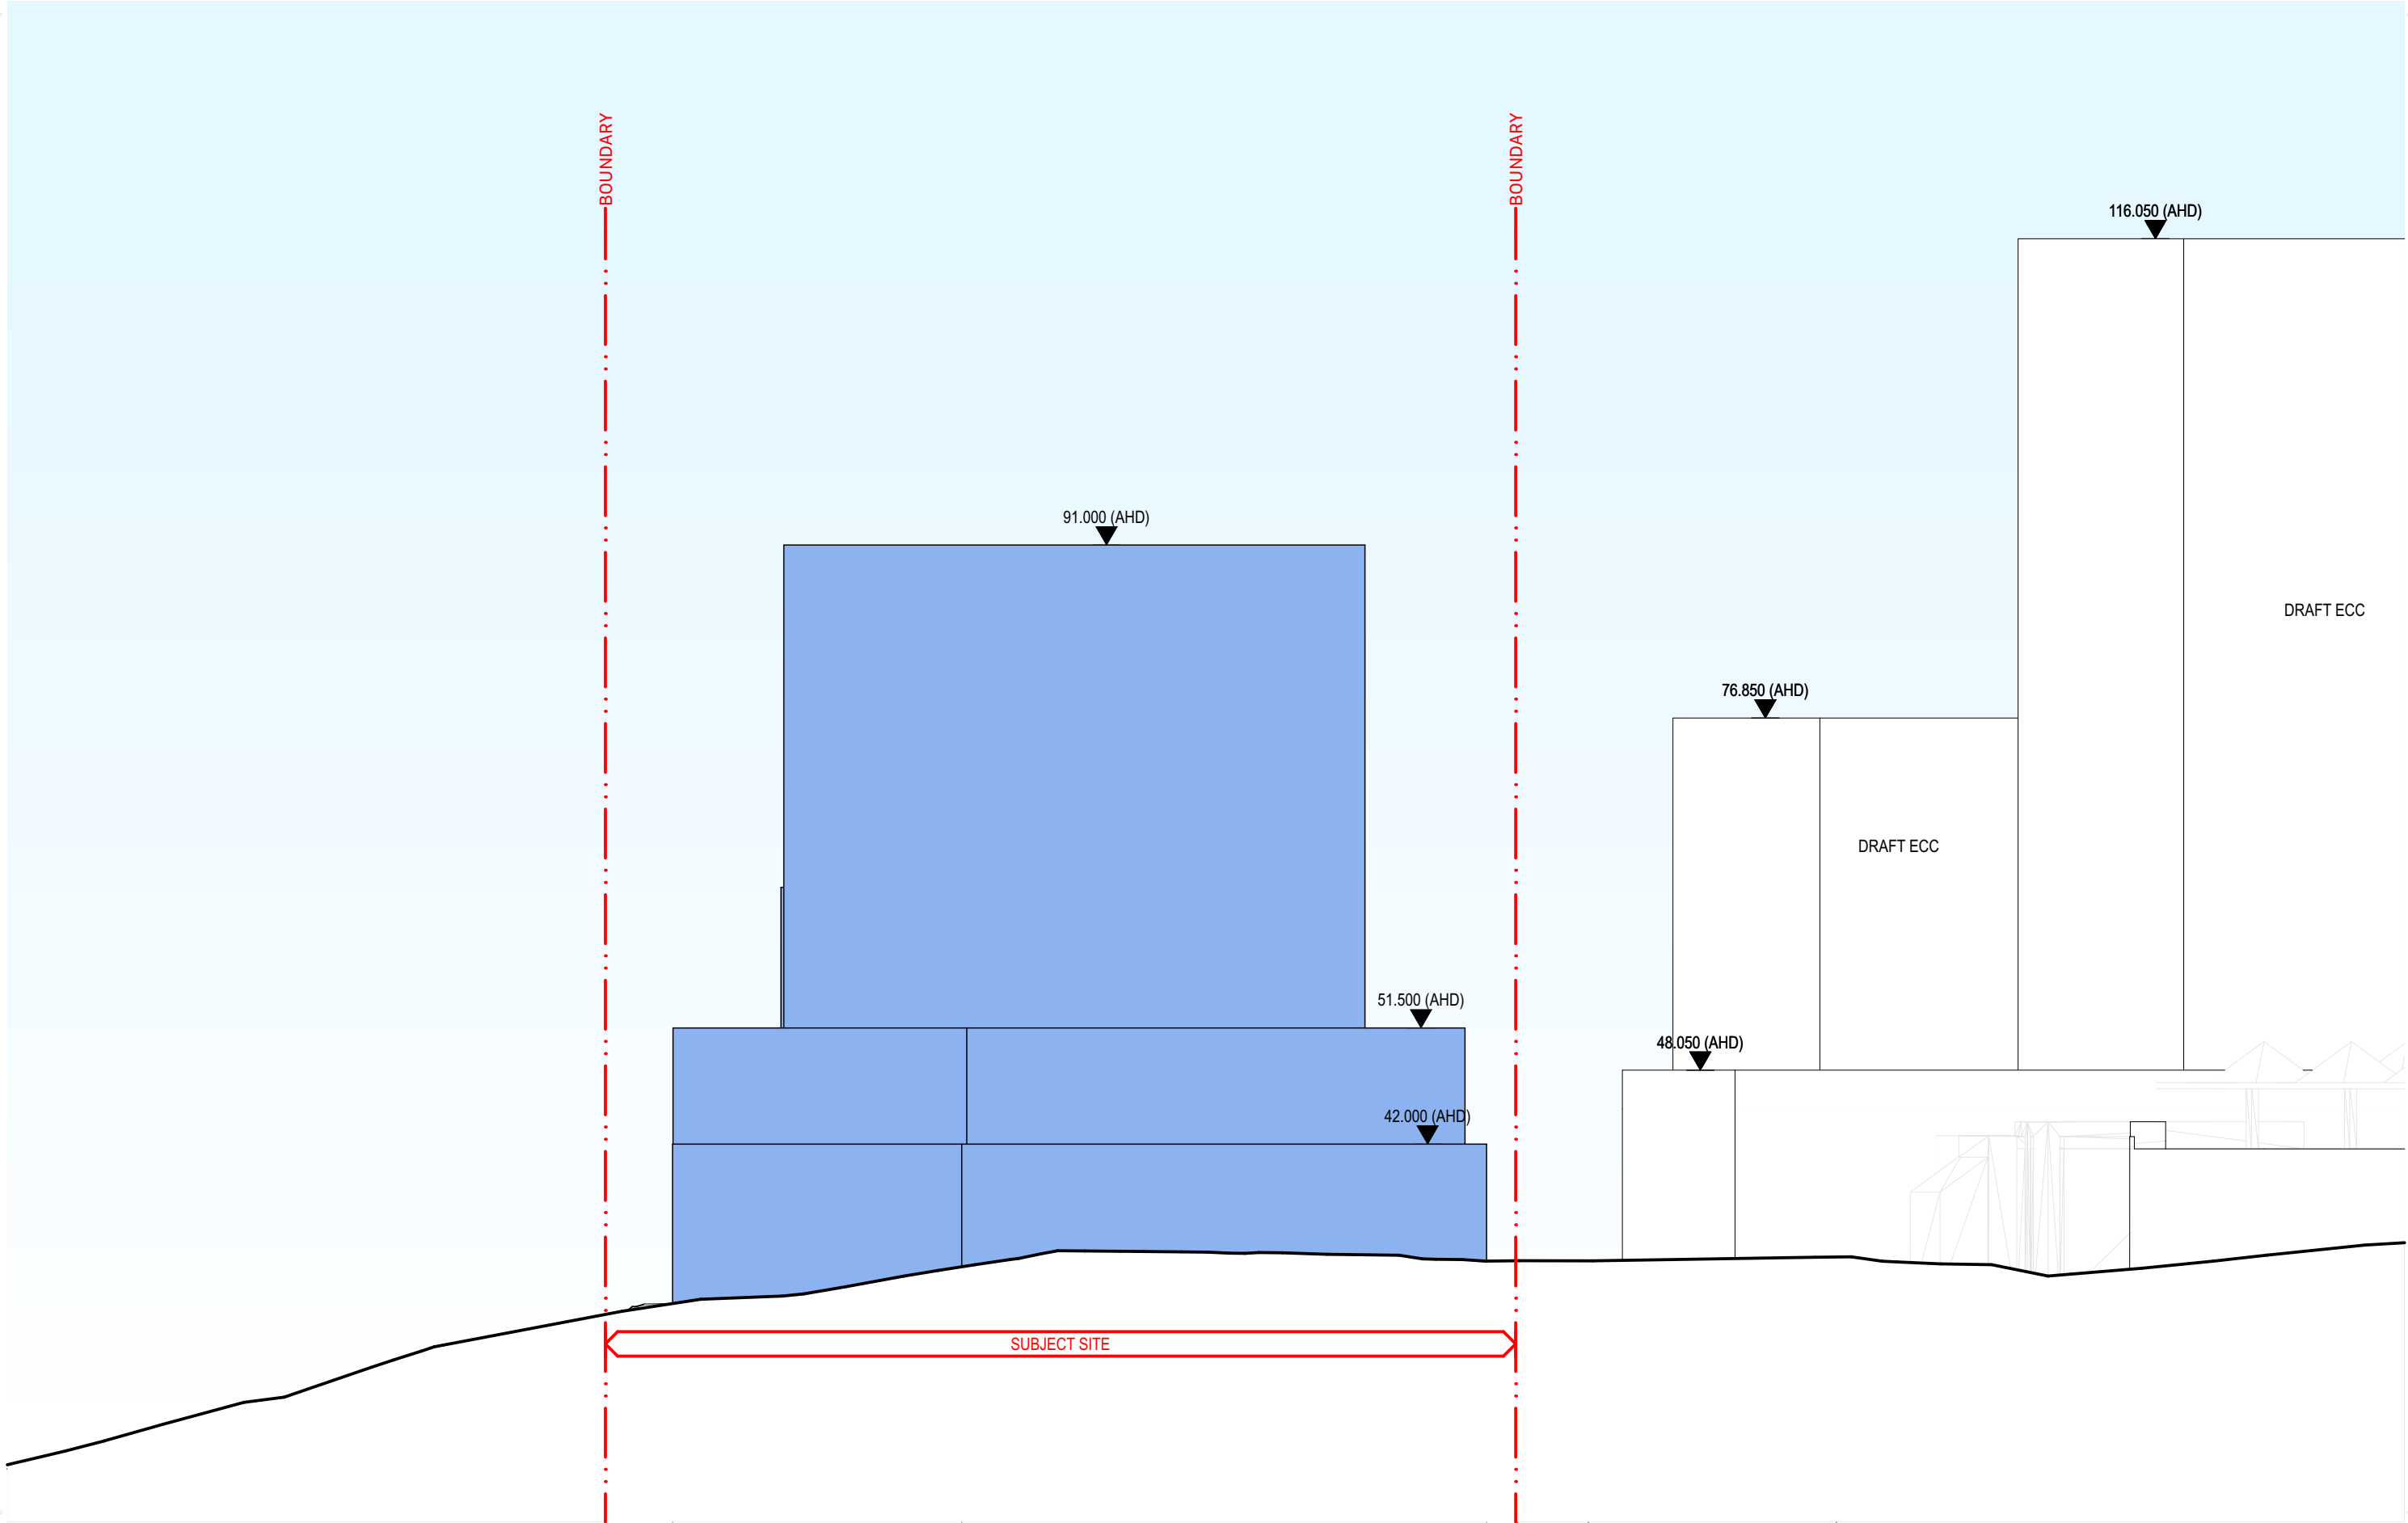 BOUNDARY
BOUNDARY
116.050 (AHD)
91.000 (AHD)
DRAFT ECC
76.850 (AHD)
DRAFT ECC
51.500 (AHD)
48.050 (AHD)
42.000 (AHD)
SUBJECT SITE